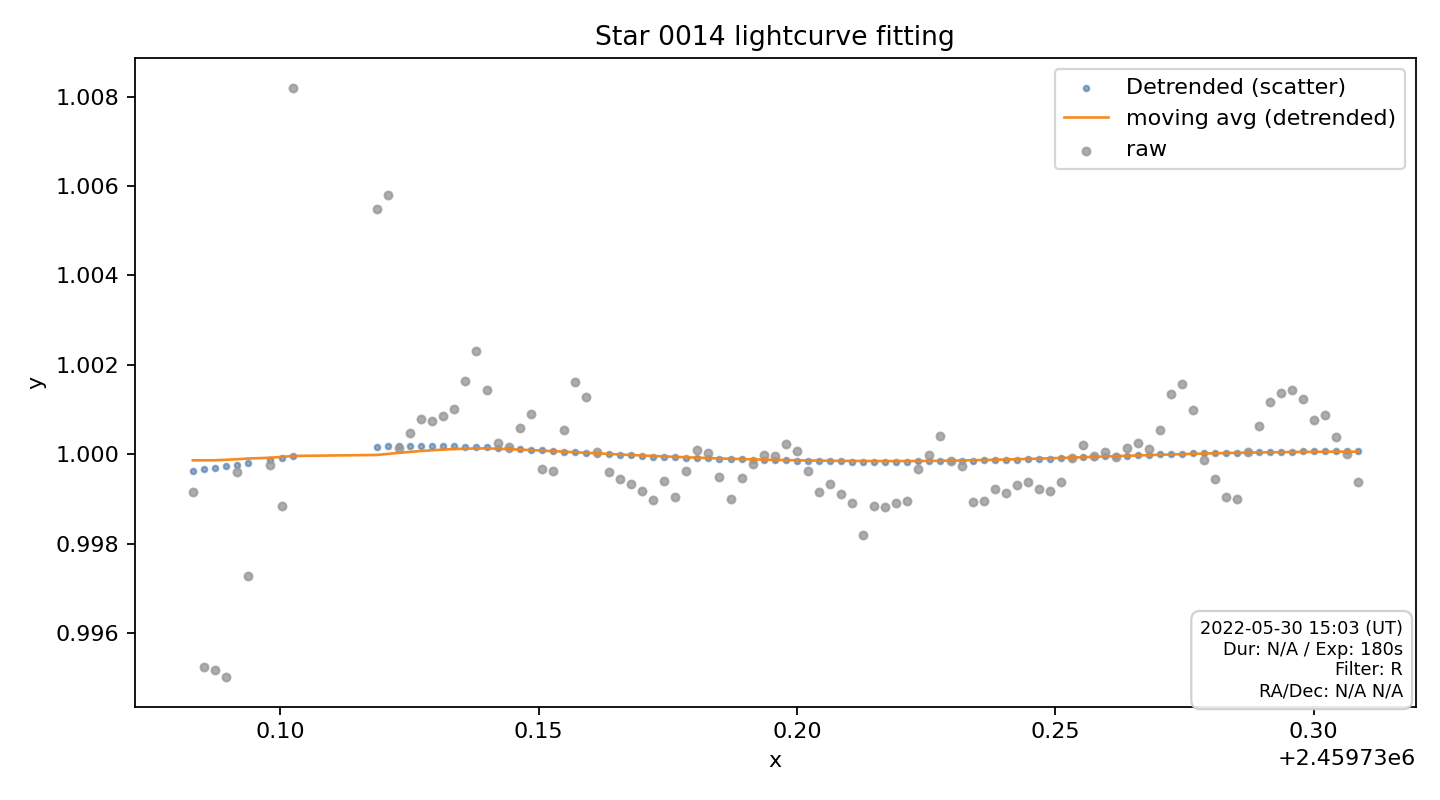 Star 0014 lightcurve fitting
Detrended (scatter)
moving avg (detrended)
raw
1.008
1.006
1.004
1.002
1.000
0.998
0.996
y
2022-05-30 15:03 (UT)
Dur: N/A / Exp: 180s
Filter: R
RA/Dec: N/A N/A
0.10 0.15 0.20 0.25 0.30
+2.45973e6
x